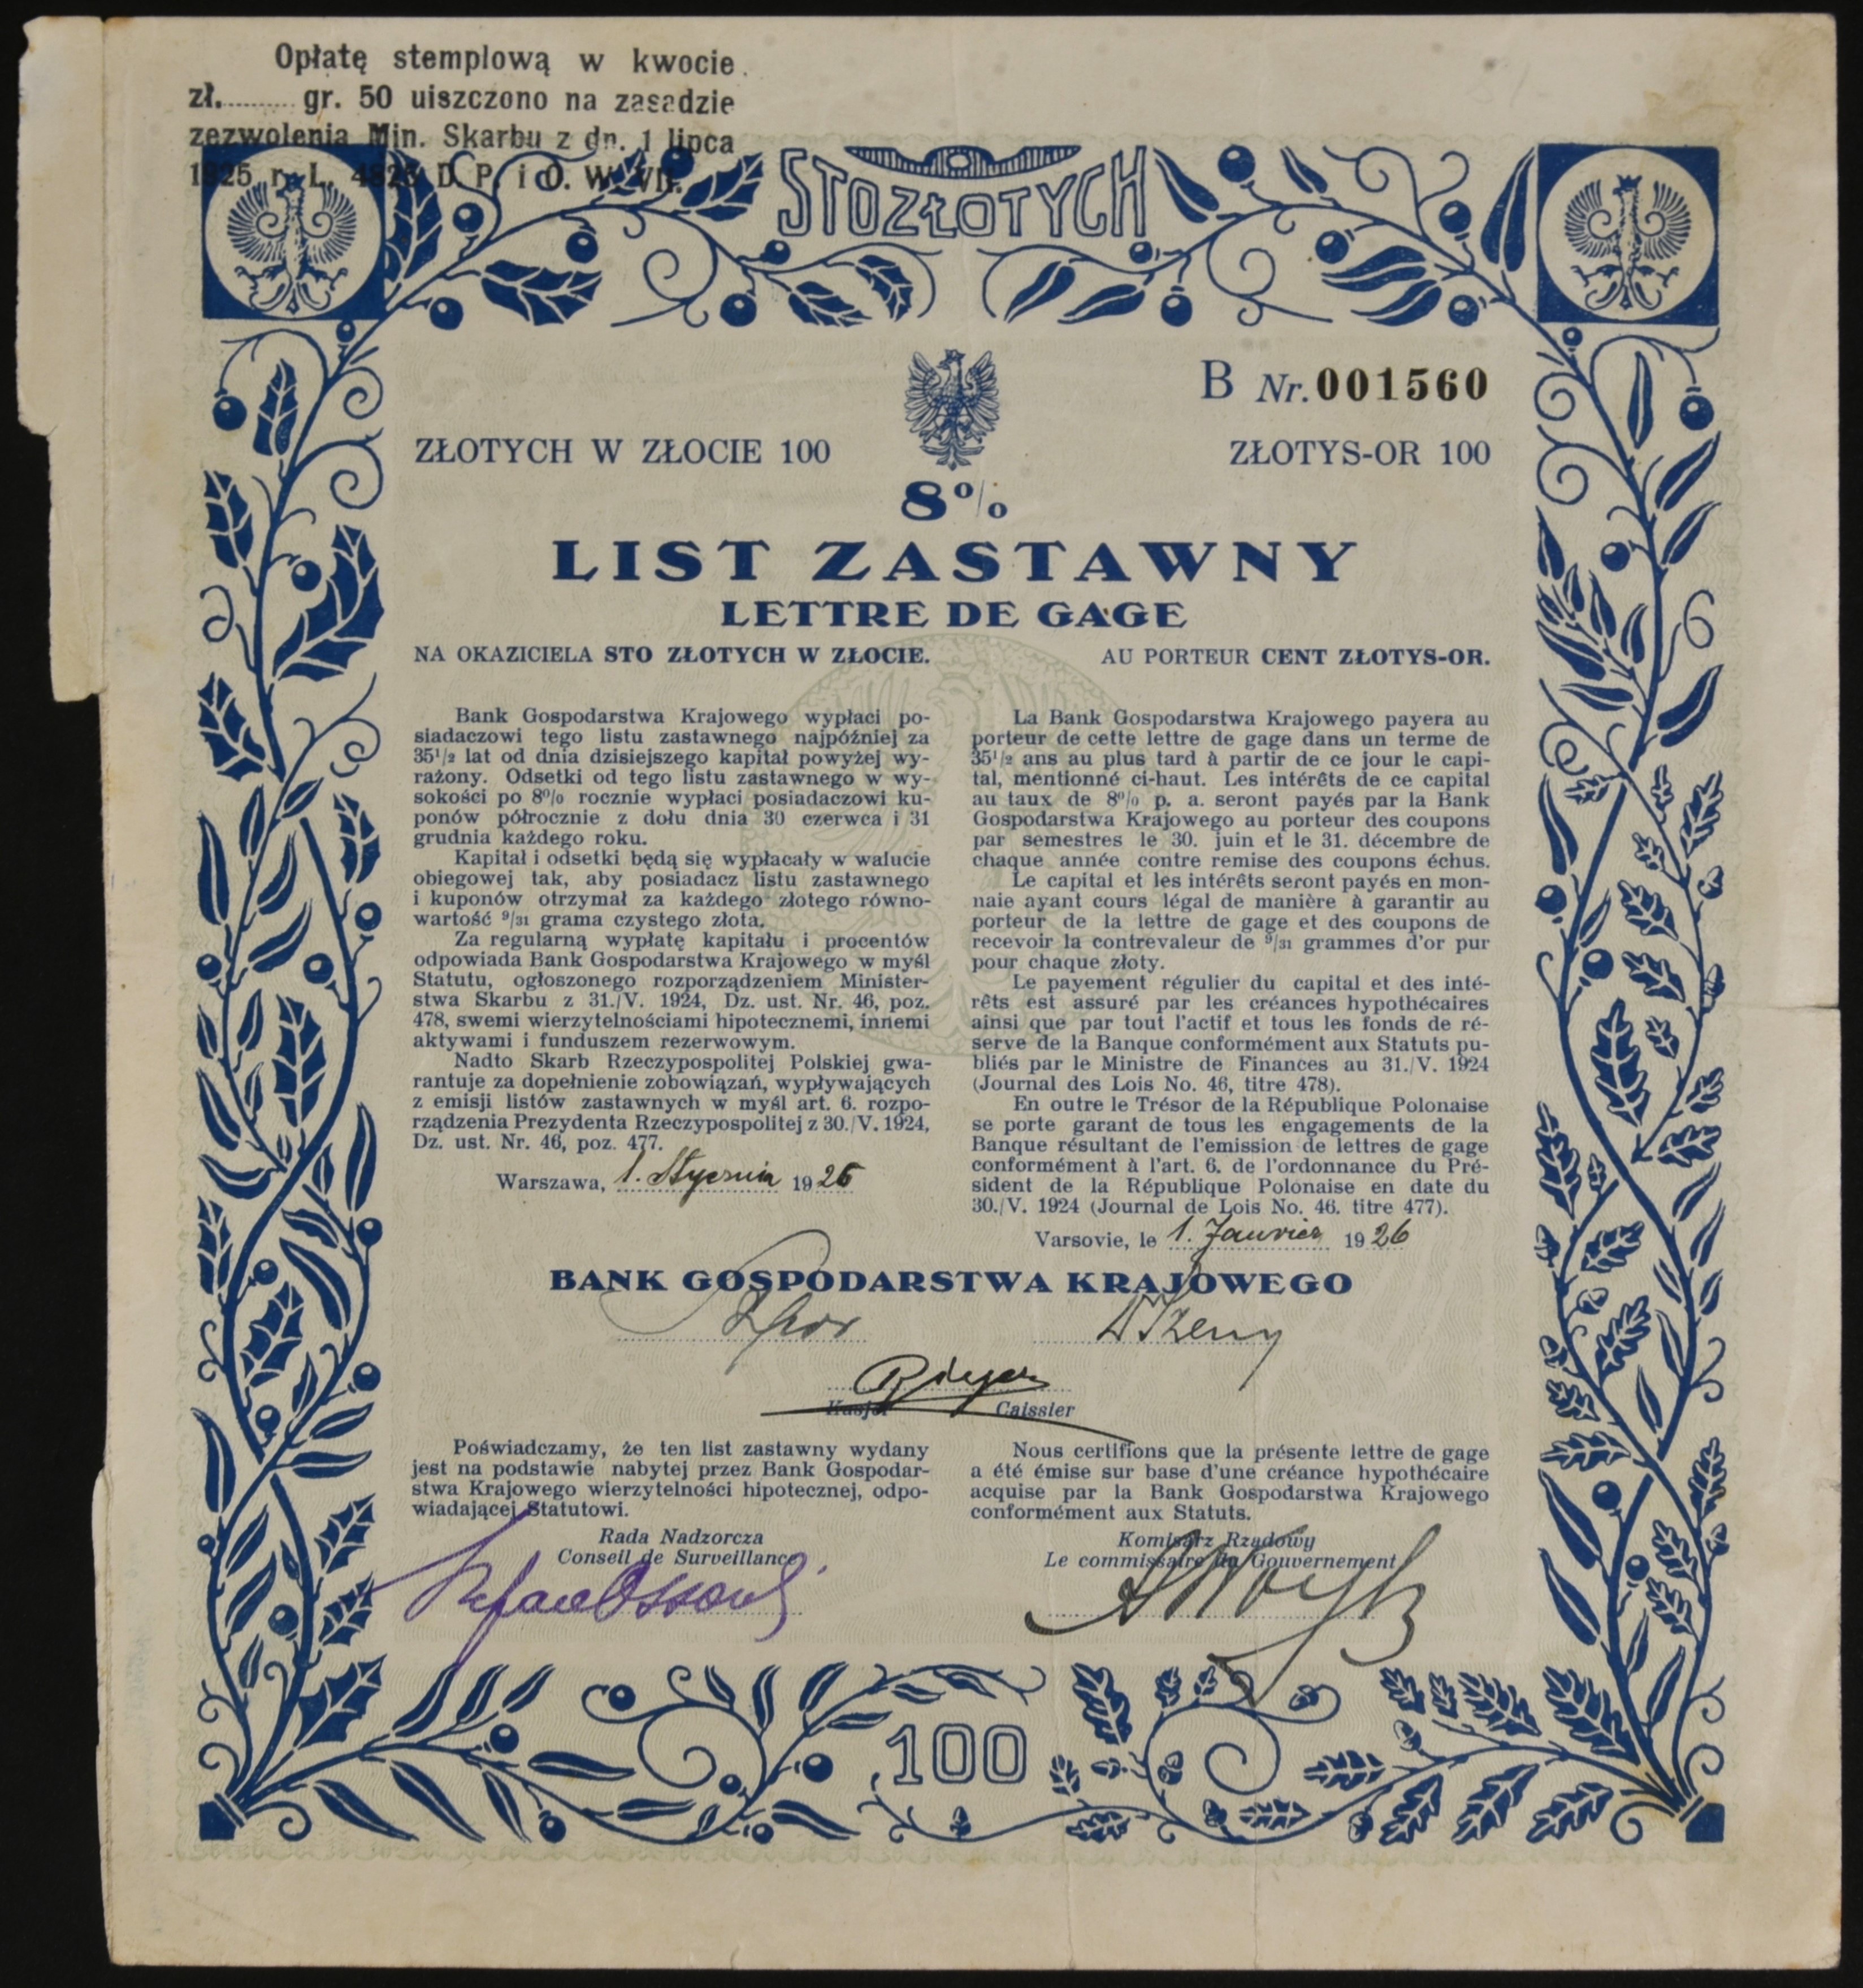 Opłatę stemplową w kwocie
zł.......... gr. 50 uiszczono na zasadzie
zezwolenia Min. Skarbu z dn. 1 lipca
1925 r. L. D. P. i O. W. VII.
STO ZŁOTYCH
B Nr. 001560
ZŁOTYCH W ZŁOCIE 100
ZŁOTYS-OR 100
8%
LIST ZASTAWNY
LETTRE DE GAGE
NA OKAZICIELA STO ZŁOTYCH W ZŁOCIE.
AU PORTEUR CENT ZŁOTYS-OR.
Bank Gospodarstwa Krajowego wypłaci po-
siadaczowi tego listu zastawnego najpóźniej za
35 1/2 lat od dnia dzisiejszego kapitał powyżej wy-
rażony. Odsetki od tego listu zastawnego w wy-
sokości po 8% rocznie wypłaci posiadaczowi ku-
ponów półrocznie z dołu dnia 30 czerwca i 31
grudnia każdego roku.
Kapitał i odsetki będą się wypłacały w walucie
obiegowej tak, aby posiadacz listu zastawnego
i kuponów otrzymał za każdego złotego równo-
wartość 9/31 grama czystego złota.
Za regularną wypłatę kapitału i procentów
odpowiada Bank Gospodarstwa Krajowego w myśl
Statutu, ogłoszonego rozporządzeniem Minister-
stwa Skarbu z 31./V. 1924, Dz. ust. Nr. 46, poz.
478, swemi wierzytelnościami hipotecznemi, innemi
aktywami i funduszem rezerwowym.
Nadto Skarb Rzeczypospolitej Polskiej gwa-
rantuje za dopełnienie zobowiązań, wypływających
z emisji listów zastawnych w myśl art. 6. rozpo-
rządzenia Prezydenta Rzeczypospolitej z 30./V. 1924,
Dz. ust. Nr. 46, poz. 477.
Warszawa, 1. Stycznia 1926
La Bank Gospodarstwa Krajowego payera au
porteur de cette lettre de gage dans un terme de
35 1/2 ans au plus tard à partir de ce jour le capi-
tal, mentionné ci-haut. Les intérêts de ce capital
au taux de 8% p. a. seront payés par la Bank
Gospodarstwa Krajowego au porteur des coupons
par semestres le 30. juin et le 31. décembre de
chaque année contre remise des coupons échus.
Le capital et les intérêts seront payés en mon-
naie ayant cours légal de manière à garantir au
porteur de la lettre de gage et des coupons de
recevoir la contrevaleur de 9/31 grammes d'or pur
pour chaque złoty.
Le payement régulier du capital et des inté-
rêts est assuré par les créances hypothécaires
ainsi que par tout l'actif et tous les fonds de ré-
serve de la Banque conformément aux Statuts pu-
bliés par le Ministre de Finances au 31./V. 1924
(Journal des Lois No. 46, titre 478).
En outre le Trésor de la République Polonaise
se porte garant de tous les engagements de la
Banque résultant de l'emission de lettres de gage
conformément à l'art. 6. de l'ordonnance du Pré-
sident de la République Polonaise en date du
30./V. 1924 (Journal de Lois No. 46. titre 477).
Varsovie, le 1. Janvier 1926
BANK GOSPODARSTWA KRAJOWEGO
Kasjer Caissier
Poświadczamy, że ten list zastawny wydany
jest na podstawie nabytej przez Bank Gospodar-
stwa Krajowego wierzytelności hipotecznej, odpo-
wiadającej Statutowi.
Rada Nadzorcza
Conseil de Surveillance
Nous certifions que la présente lettre de gage
a été émise sur base d'une créance hypothécaire
acquise par la Bank Gospodarstwa Krajowego
conformément aux Statuts.
Komisarz Rządowy
Le commissaire du Gouvernement
100